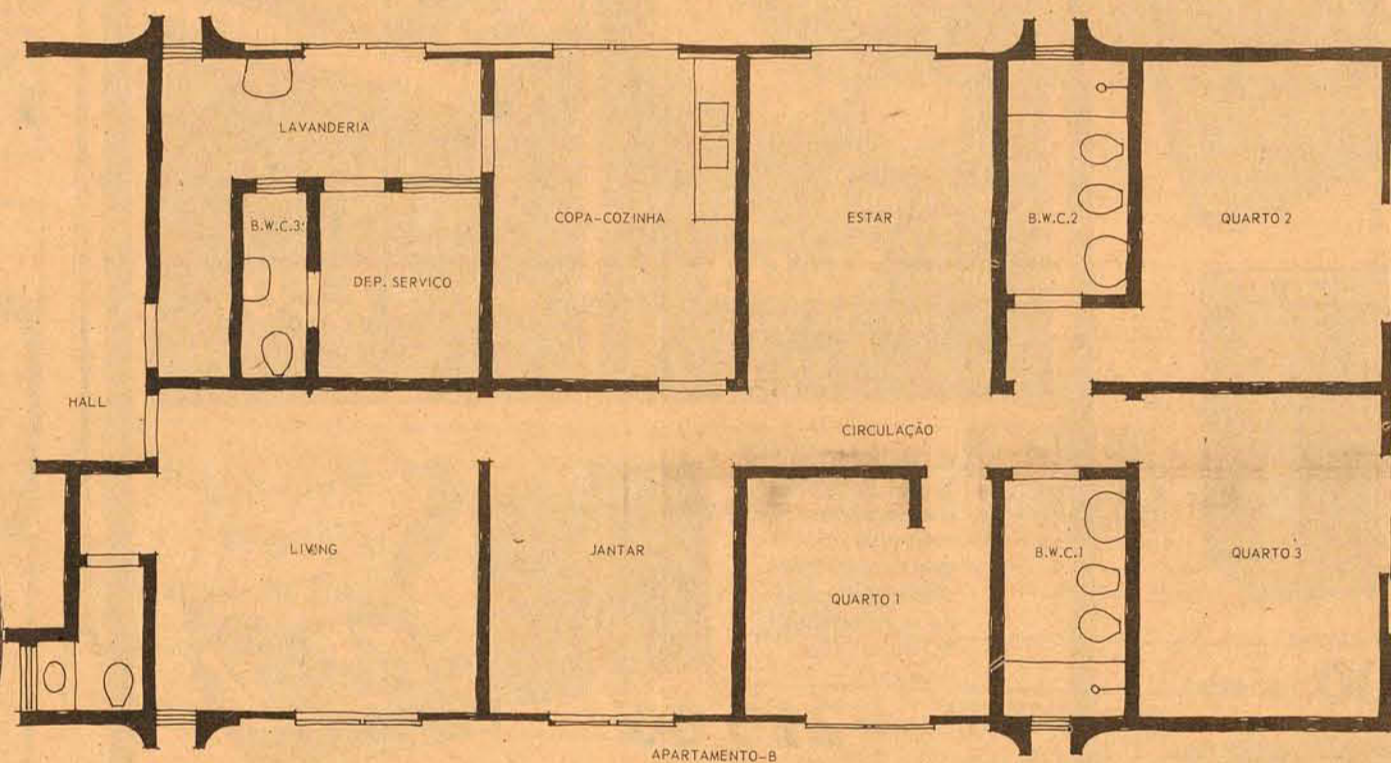 LAVANDERIA
B.W.C.3
COPA-COZINHA
ESTAR
B.W.C.2
QUARTO 2
DEP. SERVICO
HALL
CIRCULAÇÃO
LIVING
JANTAR
B.W.C.1
QUARTO 3
QUARTO 1
APARTAMENTO-B